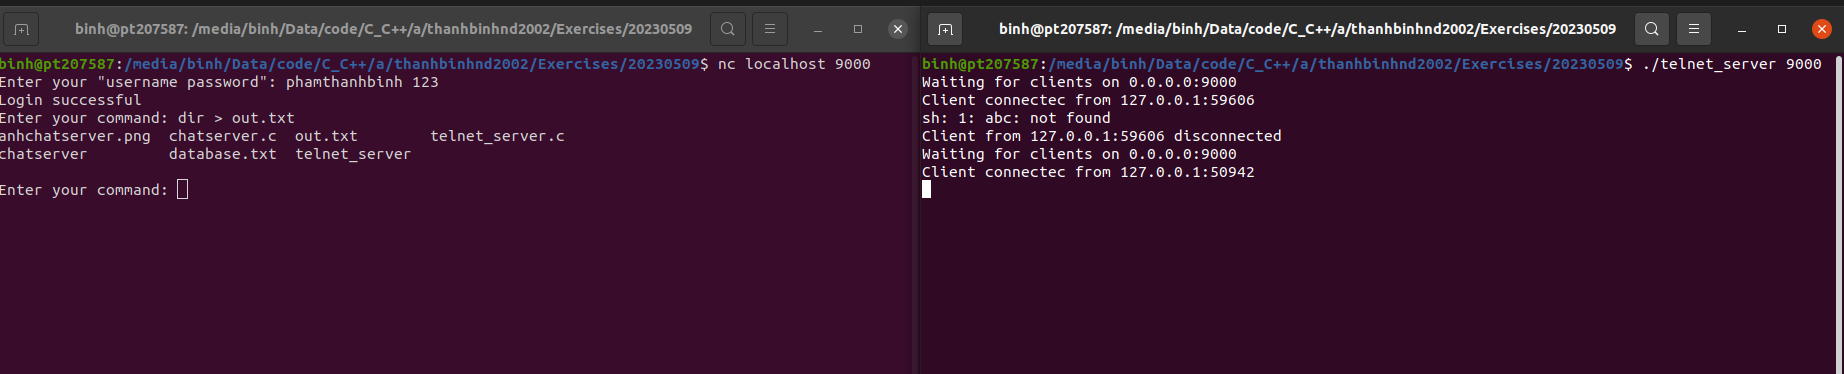 binh@pt207587: /media/binh/Data/code/C_C++/a/thanhbinhnd2002/Exercises/20230509
binh@pt207587:/media/binh/Data/code/C_C++/a/thanhbinhnd2002/Exercises/20230509$ nc localhost 9000
Enter your "username password": phamthanhbinh 123
Login successful
Enter your command: dir > out.txt
anhchatserver.png  chatserver.c  out.txt        telnet_server.c
chatserver         database.txt  telnet_server
Enter your command:
binh@pt207587: /media/binh/Data/code/C_C++/a/thanhbinhnd2002/Exercises/20230509
binh@pt207587:/media/binh/Data/code/C_C++/a/thanhbinhnd2002/Exercises/20230509$ ./telnet_server 9000
Waiting for clients on 0.0.0.0:9000
Client connectec from 127.0.0.1:59606
sh: 1: abc: not found
Client from 127.0.0.1:59606 disconnected
Waiting for clients on 0.0.0.0:9000
Client connectec from 127.0.0.1:50942